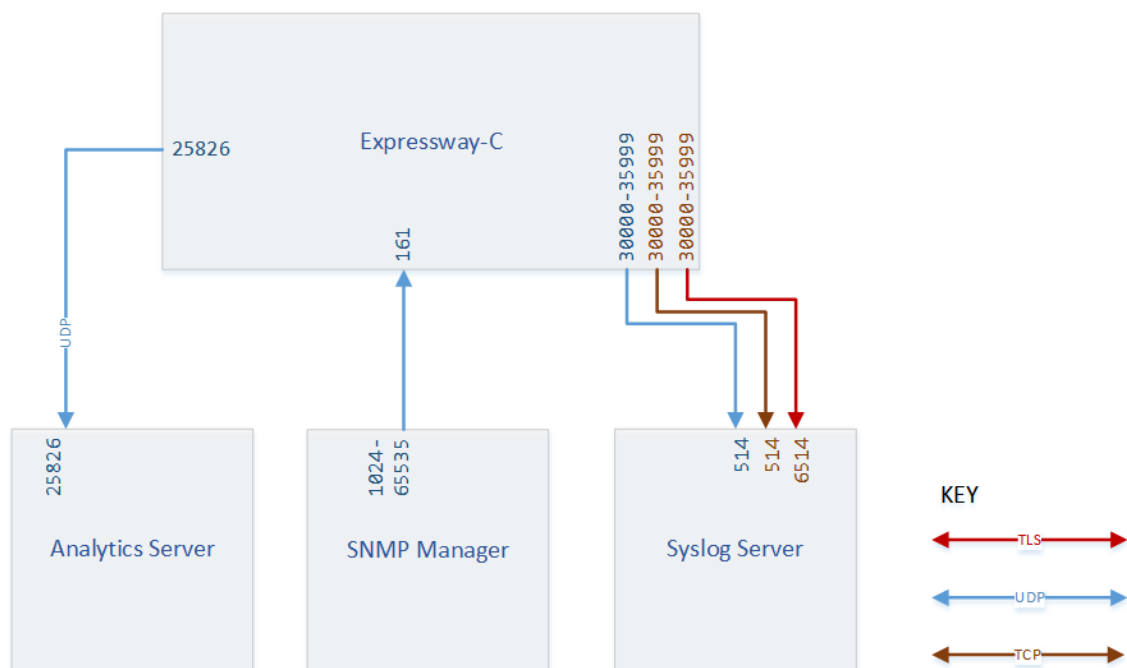 Expressway-C
25826
30000-35999
30000-35999
30000-35999
161
UDP
25826
1024-
65535
514
514
6514
Analytics Server
SNMP Manager
Syslog Server
KEY
TLS
UDP
TCP